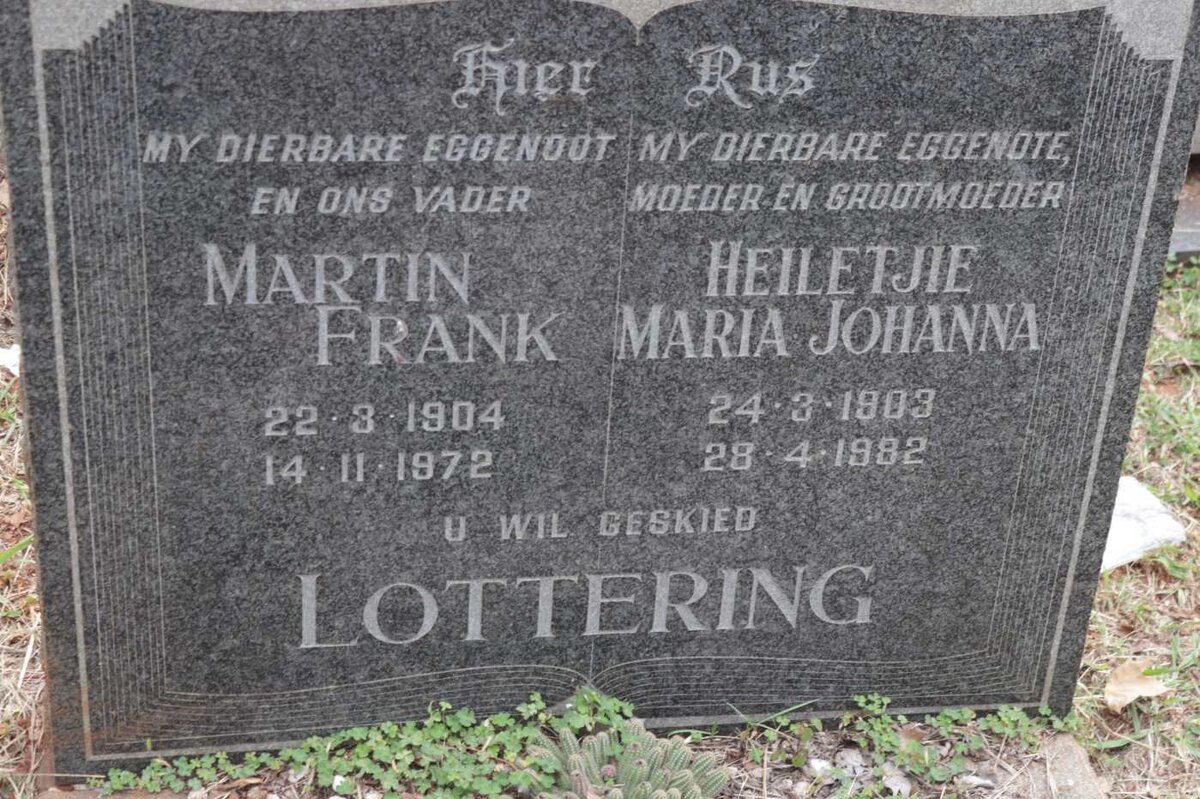 Hier Rus
MY DIERBARE EGGENOOT
EN ONS VADER
MARTIN
FRANK
22·3·1904
14·11·1972
MY DIERBARE EGGENOTE,
MOEDER EN GROOTMOEDER
HEILETJIE
MARIA JOHANNA
24·3·1903
28·4·1982
U WIL GESKIED
LOTTERING